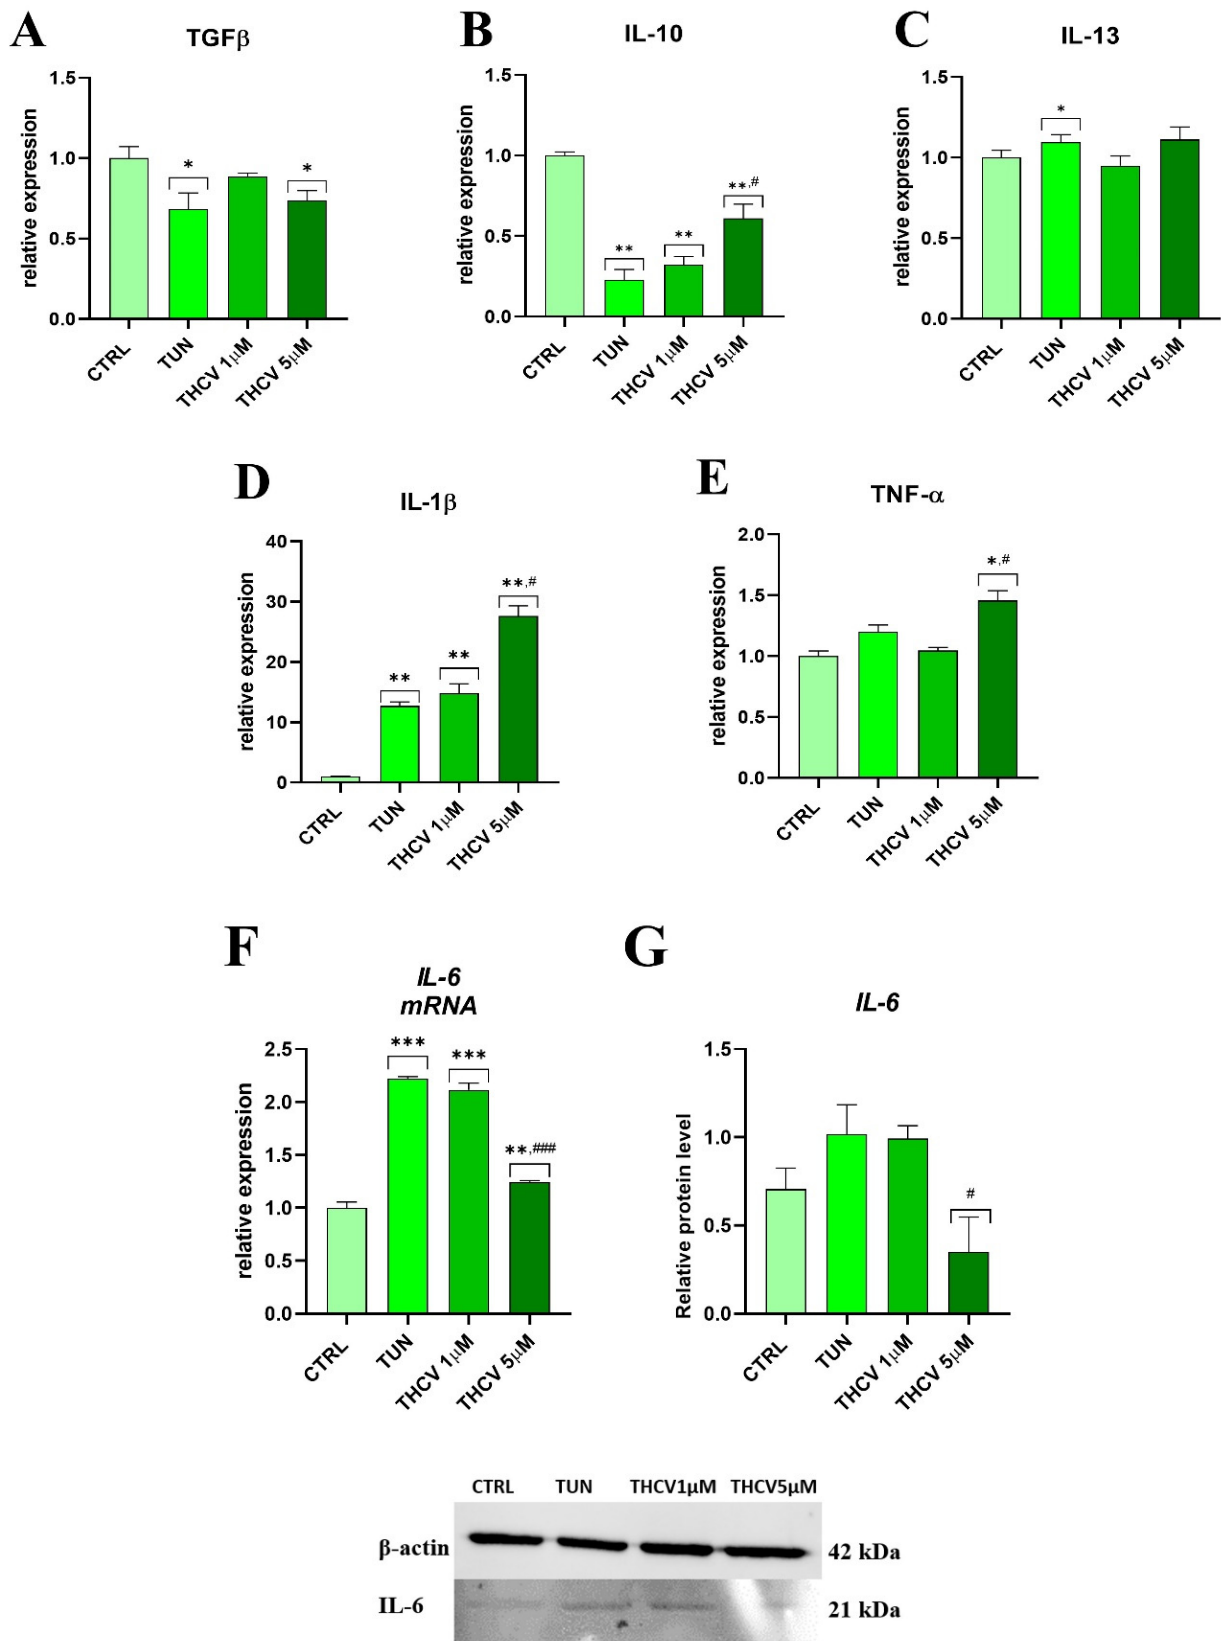 A
TGFβ
B
IL-10
C
IL-13
relative expression
1.5
1.0
0.5
0.0
*
*
CTRL
TUN
THCV 1μM
THCV 5μM
relative expression
1.5
1.0
0.5
0.0
**
**
**,#
CTRL
TUN
THCV 1μM
THCV 5μM
relative expression
1.5
1.0
0.5
0.0
*
CTRL
TUN
THCV 1μM
THCV 5μM
D
IL-1β
relative expression
40
30
20
10
0
**
**
**,#
CTRL
TUN
THCV 1μM
THCV 5μM
E
TNF-α
relative expression
2.0
1.5
1.0
0.5
0.0
*,#
CTRL
TUN
THCV 1μM
THCV 5μM
F
IL-6
mRNA
relative expression
2.5
2.0
1.5
1.0
0.5
0.0
***
***
**,###
CTRL
TUN
THCV 1μM
THCV 5μM
G
IL-6
Relative protein level
1.5
1.0
0.5
0.0
#
CTRL
TUN
THCV 1μM
THCV 5μM
CTRL TUN THCV1μM THCV5μM
β-actin 42 kDa
IL-6 21 kDa